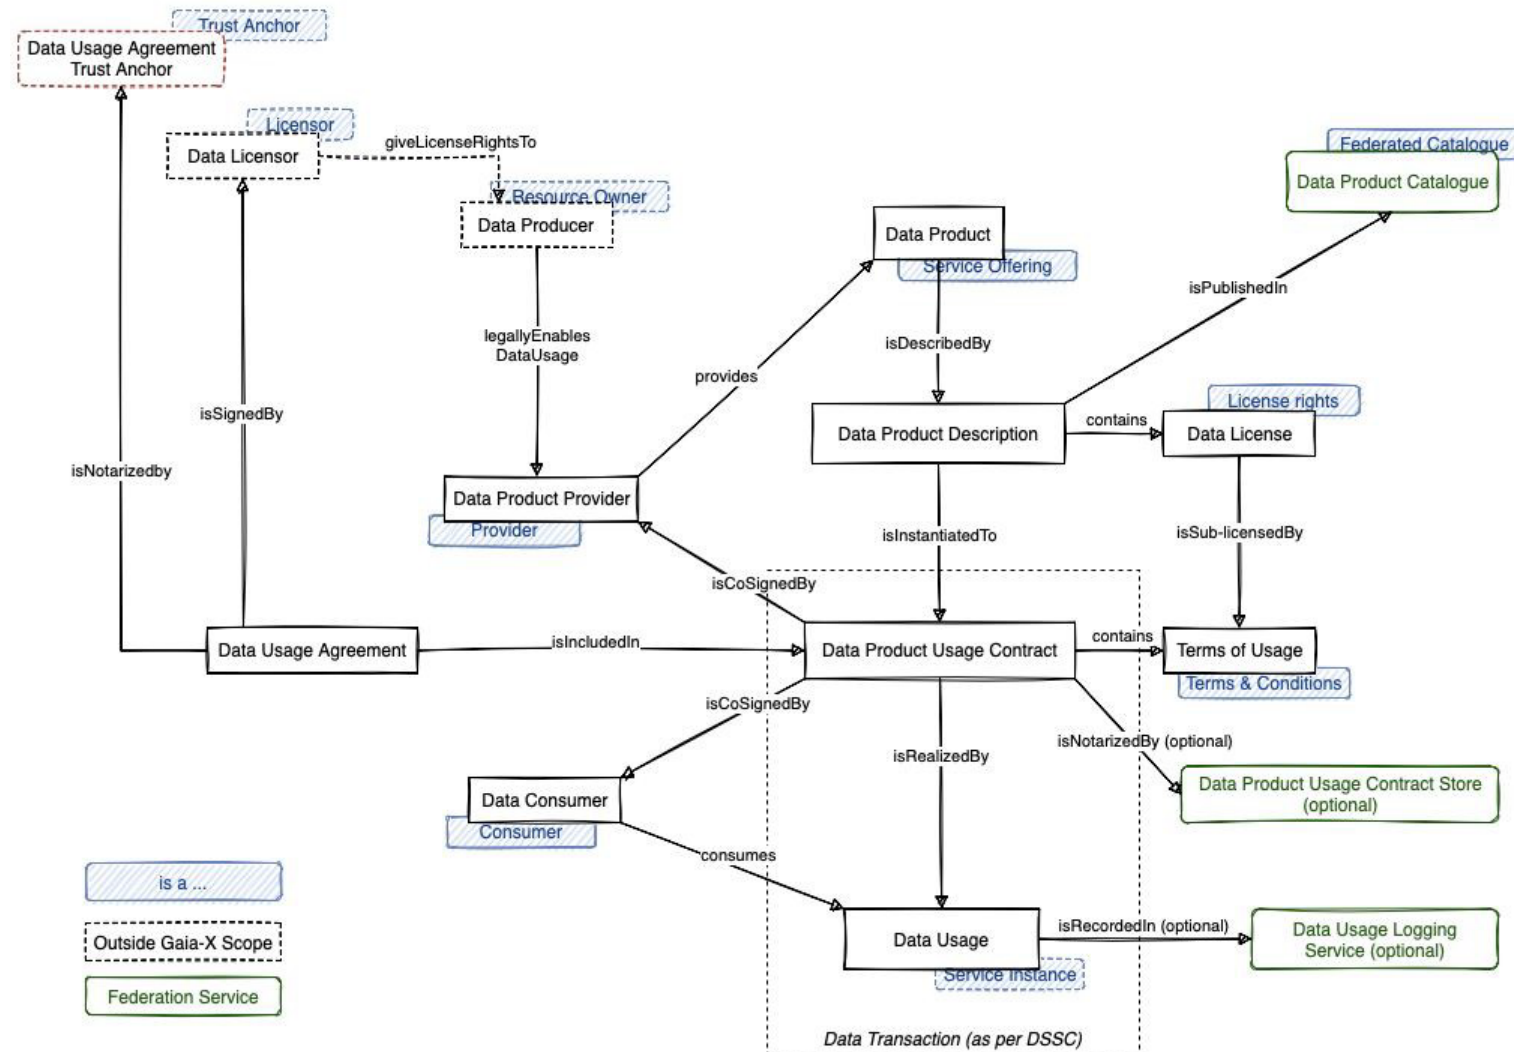 Trust Anchor
Data Usage Agreement
Trust Anchor
Licensor
Data Licensor
giveLicenseRightsTo
Resource Owner
Data Producer
Federated Catalogue
Data Product Catalogue
Data Product
Service Offering
isPublishedIn
legallyEnables
DataUsage
isDescribedBy
provides
isSignedBy
License rights
Data Product Description
contains
Data License
isNotarizedby
Data Product Provider
Provider
isInstantiatedTo
isSub-licensedBy
isCoSignedBy
Data Usage Agreement
isIncludedIn
Data Product Usage Contract
contains
Terms of Usage
Terms & Conditions
isCoSignedBy
isRealizedBy
isNotarizedBy (optional)
Data Consumer
Consumer
Data Product Usage Contract Store
(optional)
consumes
is a ...
Outside Gaia-X Scope
Data Usage
Service Instance
isRecordedIn (optional)
Data Usage Logging
Service (optional)
Federation Service
Data Transaction (as per DSSC)